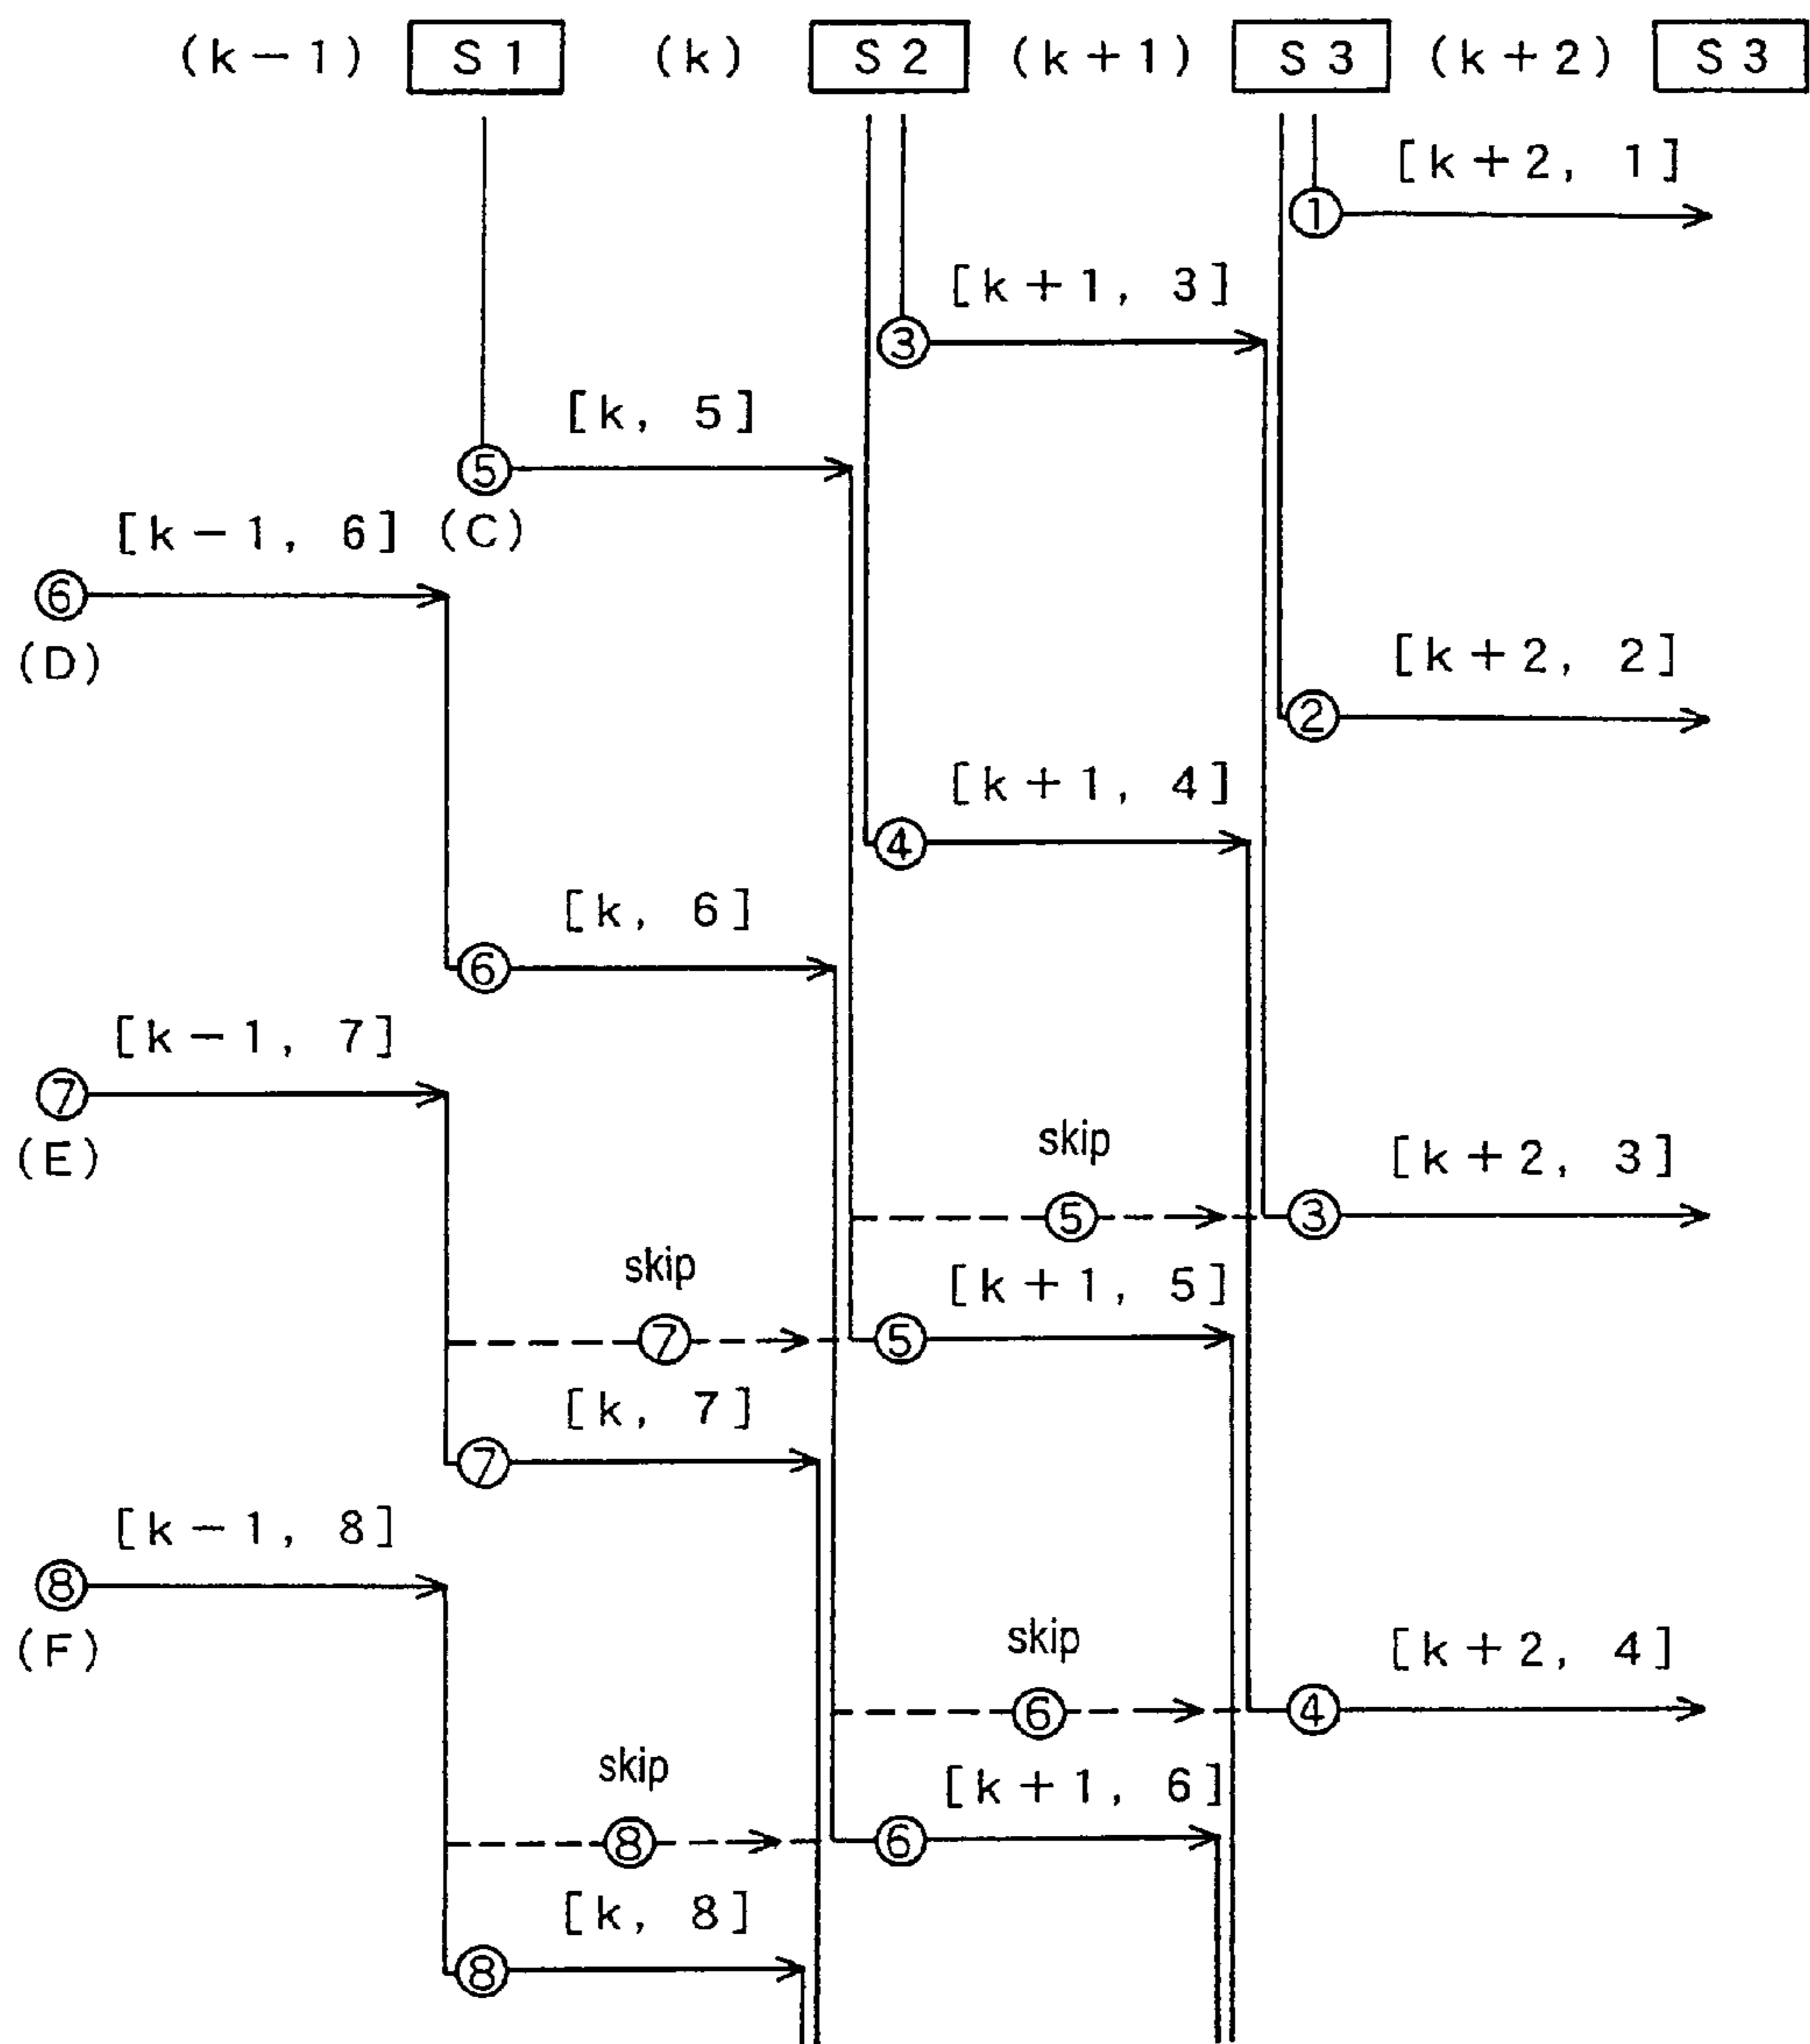 (k-1) S1 (k) S2 (k+1) S3 (k+2) S3
[k+2, 1]
①
[k+1, 3]
③
[k, 5]
⑤
[k-1, 6] (C)
⑥
(D)
[k+2, 2]
②
[k+1, 4]
④
[k, 6]
⑥
[k-1, 7]
⑦
(E)
skip [k+2, 3]
⑤ ③
skip [k+1, 5]
⑦ ⑤
[k, 7]
⑦
[k-1, 8]
⑧
(F)
skip [k+2, 4]
⑥ ④
skip [k+1, 6]
⑧ ⑥
[k, 8]
⑧